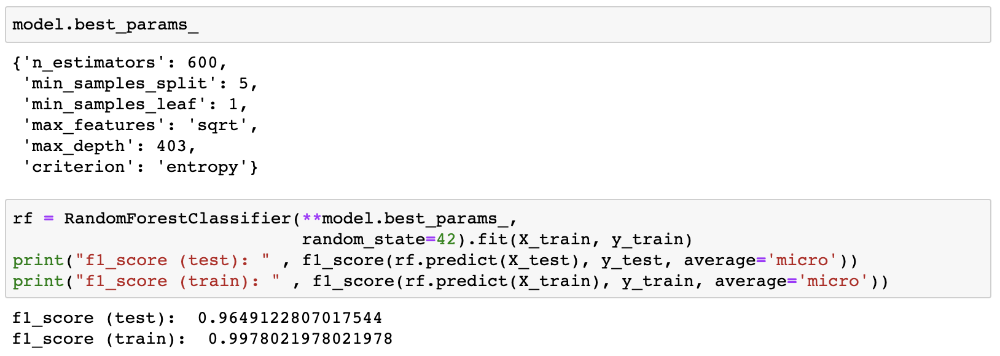 model.best_params_
{'n_estimators': 600,
 'min_samples_split': 5,
 'min_samples_leaf': 1,
 'max_features': 'sqrt',
 'max_depth': 403,
 'criterion': 'entropy'}
rf = RandomForestClassifier(**model.best_params_,
                            random_state=42).fit(X_train, y_train)
print("f1_score (test): " , f1_score(rf.predict(X_test), y_test, average='micro'))
print("f1_score (train): " , f1_score(rf.predict(X_train), y_train, average='micro'))
f1_score (test):  0.9649122807017544
f1_score (train):  0.9978021978021978